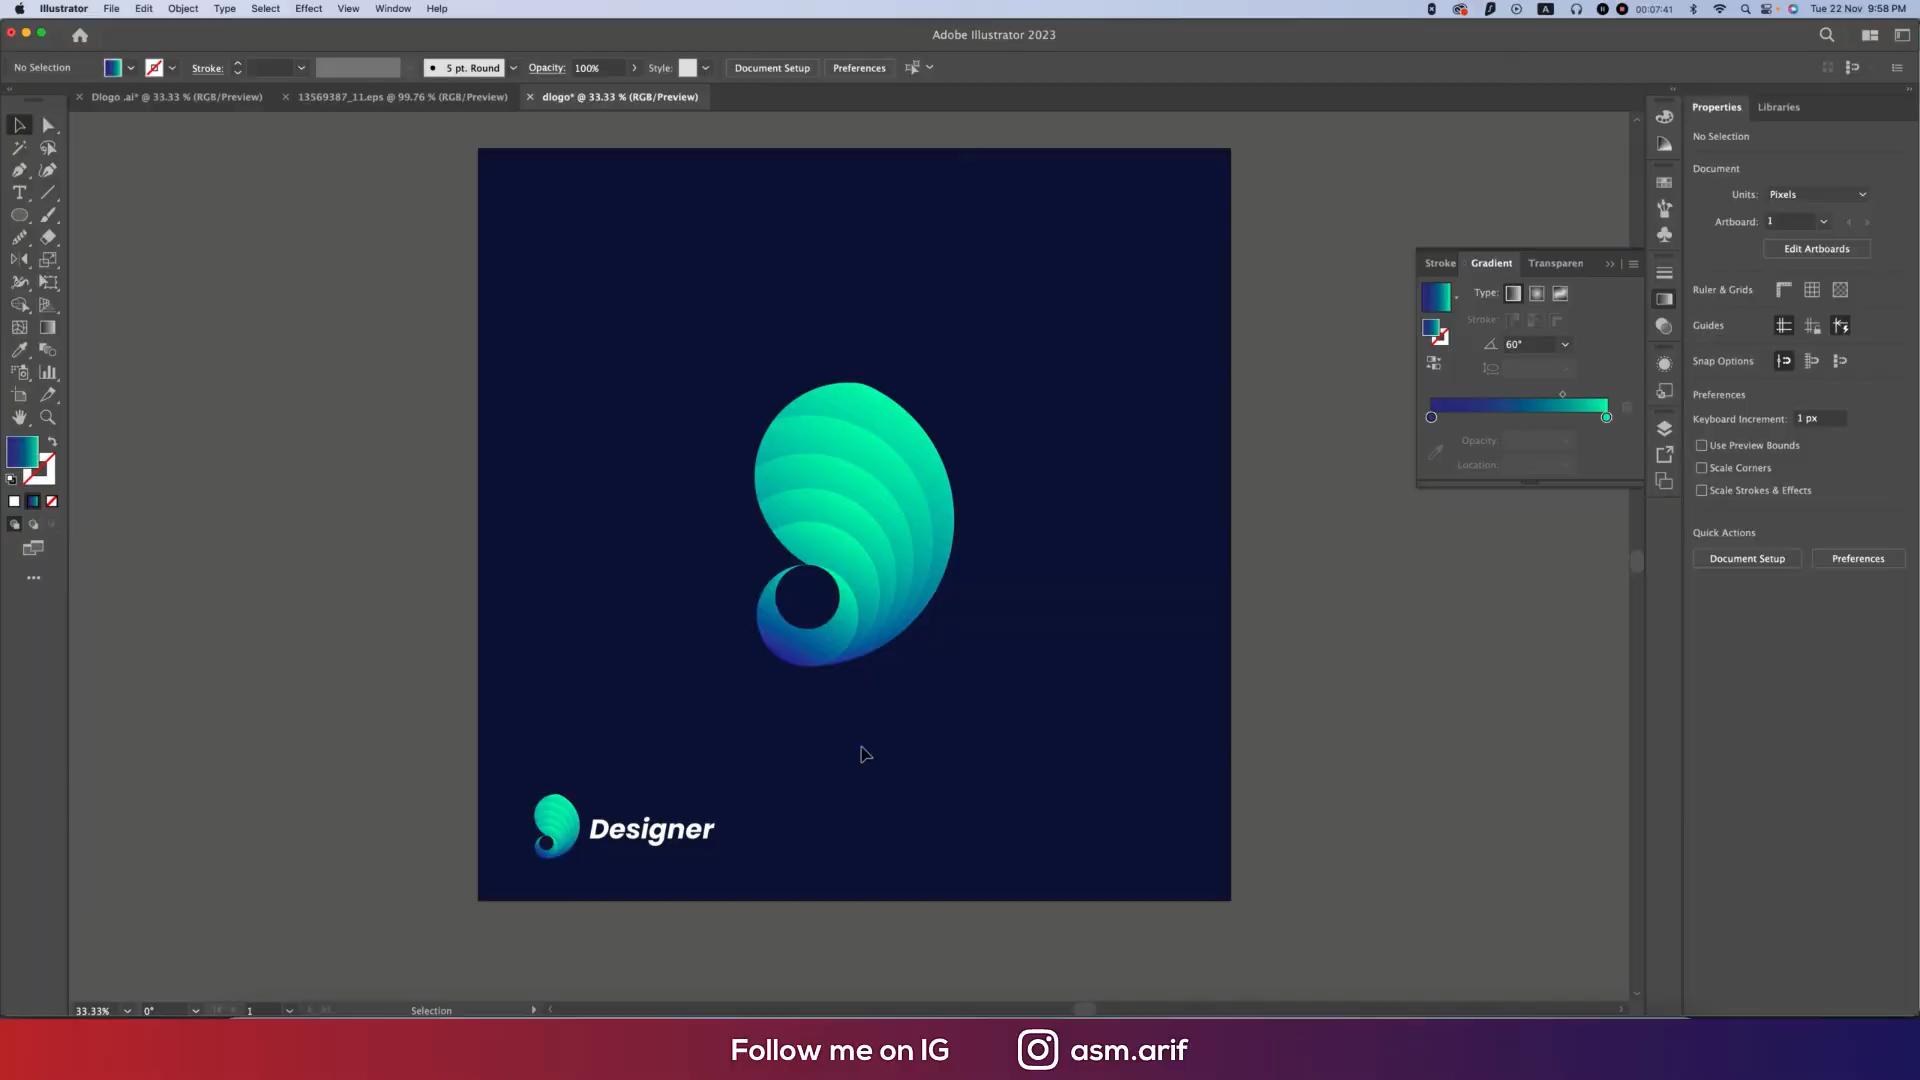 Illustrator File Edit Object Type Select Effect View Window Help
A 00:07:41 Tue 22 Nov 9:58 PM
Adobe Illustrator 2023
No Selection Stroke: 5 pt. Round Opacity: 100% Style: Document Setup Preferences
Dlogo .ai* @ 33.33 % (RGB/Preview) 13569387_11.eps @ 99.76 % (RGB/Preview) dlogo* @ 33.33 % (RGB/Preview)
Properties Libraries
No Selection
Document
Units: Pixels
Artboard: 1
Edit Artboards
Ruler & Grids
Guides
Snap Options
Preferences
Keyboard Increment: 1 px
Use Preview Bounds
Scale Corners
Scale Strokes & Effects
Quick Actions
Document Setup Preferences
Stroke Gradient Transparen
Type:
Stroke:
60°
Opacity:
Location:
Designer
33.33% 0° 1 Selection
Follow me on IG asm.arif